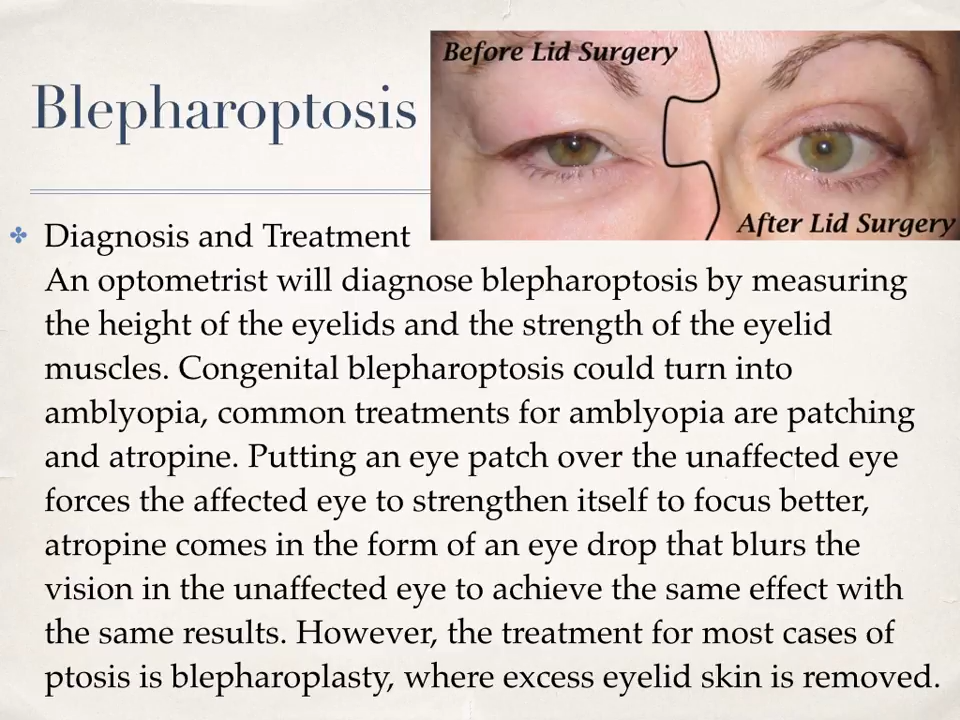 Before Lid Surgery
Blepharoptosis
After Lid Surgery
Diagnosis and Treatment
An optometrist will diagnose blepharoptosis by measuring
the height of the eyelids and the strength of the eyelid
muscles. Congenital blepharoptosis could turn into
amblyopia, common treatments for amblyopia are patching
and atropine. Putting an eye patch over the unaffected eye
forces the affected eye to strengthen itself to focus better,
atropine comes in the form of an eye drop that blurs the
vision in the unaffected eye to achieve the same effect with
the same results. However, the treatment for most cases of
ptosis is blepharoplasty, where excess eyelid skin is removed.